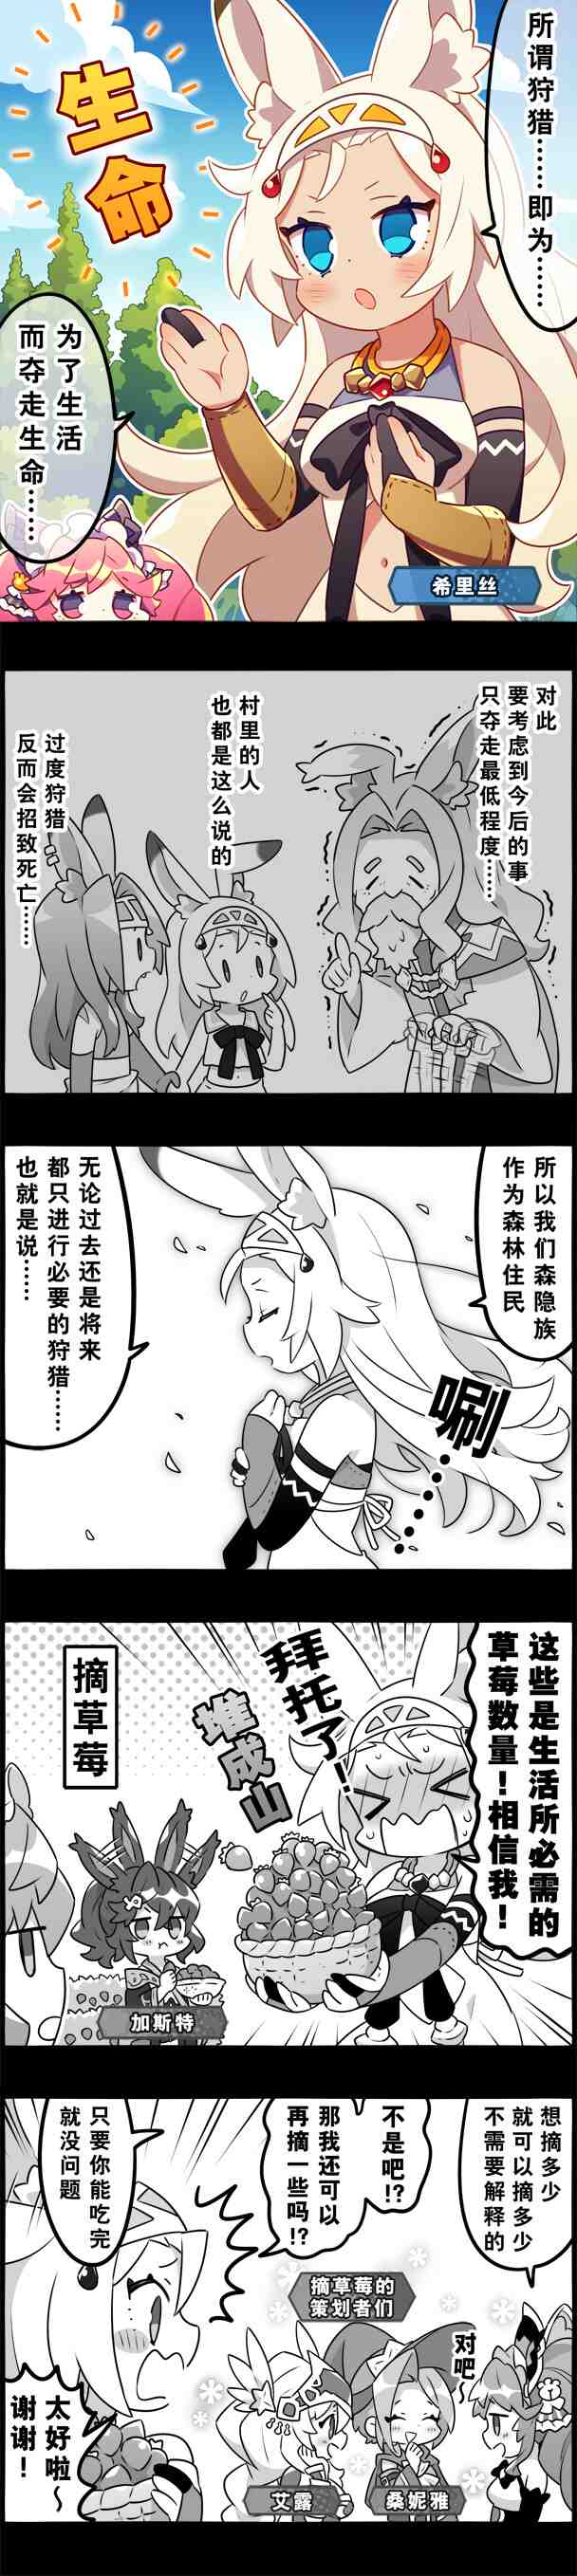 所谓狩猎……即为……
生命
为了生活
而夺走生命……
希里丝
对此
要考虑到今后的事
只夺走最低程度……
村里的人
也都是这么说的
过度狩猎
反而会招致死亡……
所以我们森隐族
作为森林住民
无论过去还是将来
都只进行必要的狩猎……
也就是说……
唰……
这些是生活所必需的
草莓数量！相信我！
拜托了！
堆成山
摘草莓
加斯特
想摘多少
就可以摘多少
不需要解释的
不是吧!?
那我还可以
再摘一些吗!?
只要你能吃完
就没问题
摘草莓的
策划者们
对吧~
太好啦~
谢谢！
艾露
桑妮雅